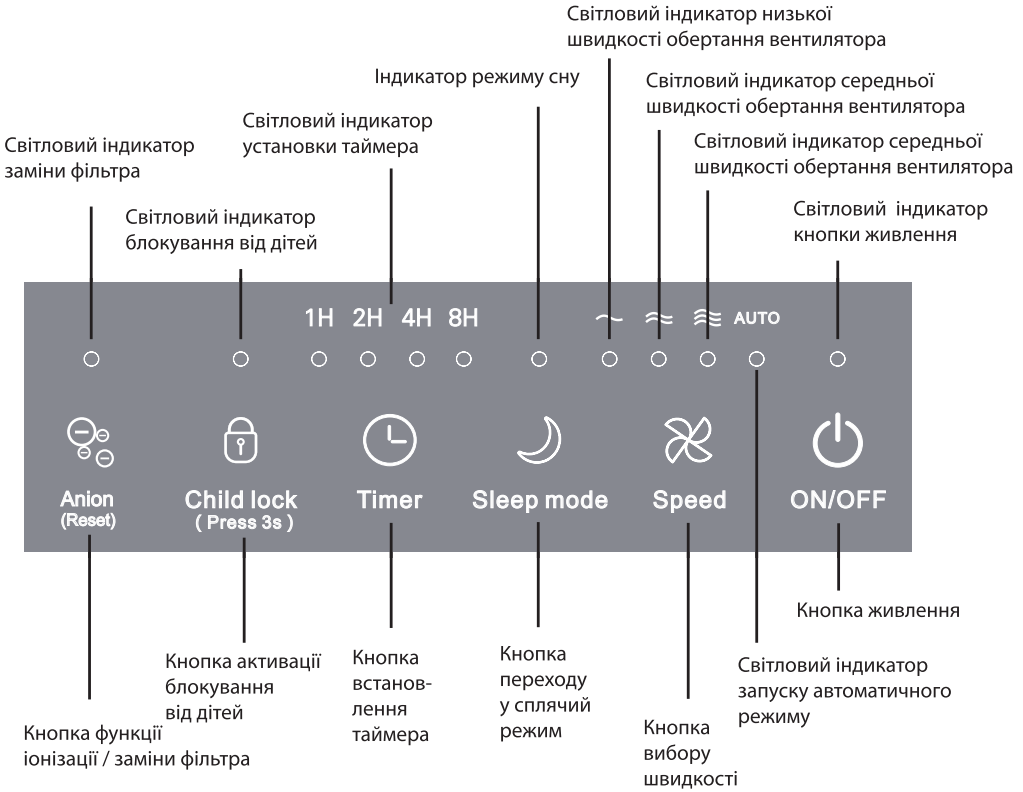 Світловий індикатор низької
швидкості обертання вентилятора
Індикатор режиму сну
Світловий індикатор середньої
швидкості обертання вентилятора
Світловий індикатор
установки таймера
Світловий індикатор середньої
швидкості обертання вентилятора
Світловий індикатор
заміни фільтра
Світловий індикатор
блокування від дітей
Світловий індикатор
кнопки живлення
1H 2H 4H 8H AUTO
Anion
(Reset)
Child lock
( Press 3s )
Timer
Sleep mode
Speed
ON/OFF
Кнопка живлення
Кнопка активації
блокування
від дітей
Кнопка
встанов-
лення
таймера
Кнопка
переходу
у сплячий
режим
Світловий індикатор
запуску автоматичного
режиму
Кнопка функції
іонізації / заміни фільтра
Кнопка
вибору
швидкості